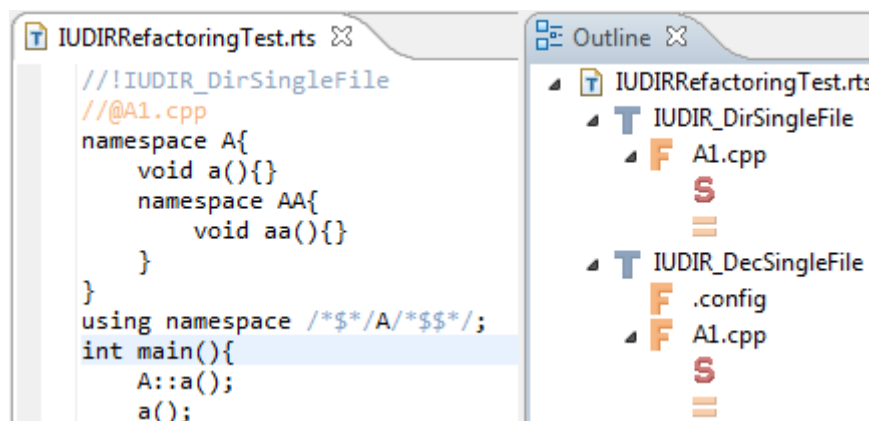 IUDIRRefactoringTest.rts
//!IUDIR_DirSingleFile
//@A1.cpp
namespace A{
    void a(){}
    namespace AA{
        void aa(){}
    }
}
using namespace /*$*/A/*$$*/;
int main(){
    A::a();
    a();
Outline
IUDIRRefactoringTest.rts
T IUDIR_DirSingleFile
F A1.cpp
S
T IUDIR_DecSingleFile
F .config
F A1.cpp
S